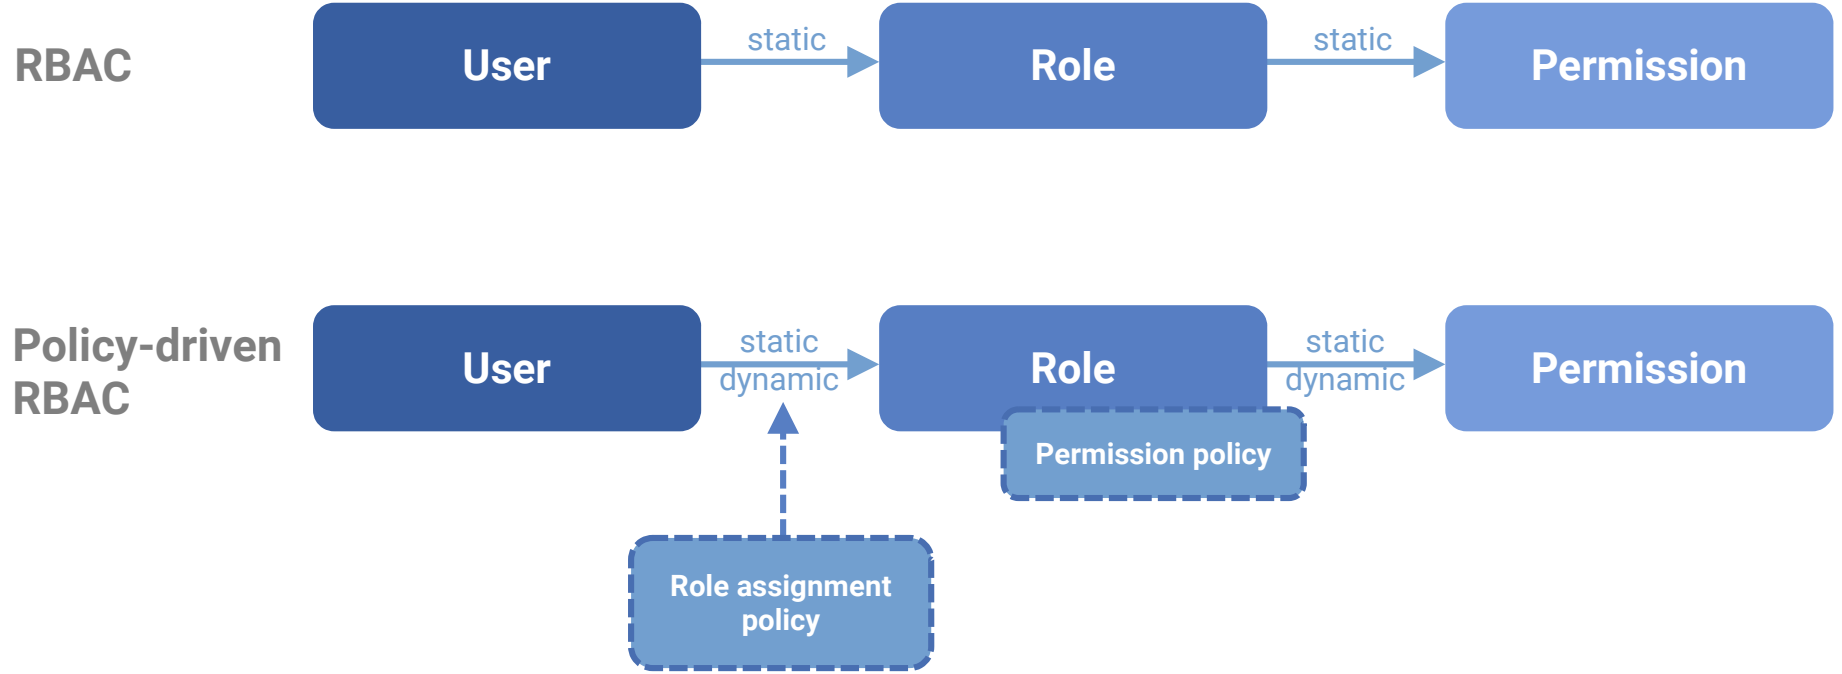 RBAC
User
static
Role
static
Permission
Policy-driven
RBAC
User
static
dynamic
Role
static
dynamic
Permission
Permission policy
Role assignment
policy